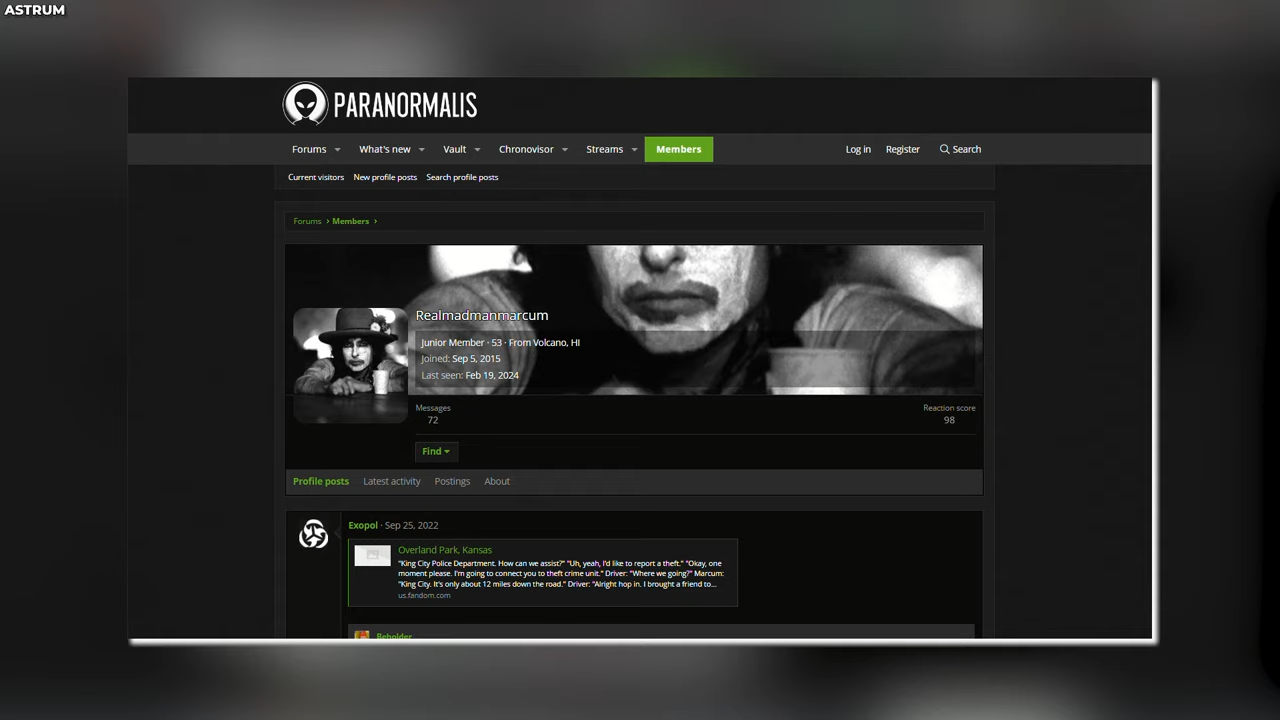 ASTRUM
PARANORMALIS
Forums What's new Vault Chronovisor Streams Members Log in Register Search
Current visitors New profile posts Search profile posts
Forums › Members ›
Realmadmanmarcum
Junior Member · 53 · From Volcano, HI
Joined: Sep 5, 2015
Last seen: Feb 19, 2024
Messages Reaction score
72 98
Find
Profile posts Latest activity Postings About
Exopol · Sep 25, 2022
Overland Park, Kansas
"King City Police Department. How can we assist?" "Uh, yeah, I'd like to report a theft." "Okay, one
moment please. I'm going to connect you to theft crime unit." Driver: "Where we going?" Marcum:
"King City. It's only about 12 miles down the road." Driver: "Alright hop in. I brought a friend to...
us.fandom.com
Beholder